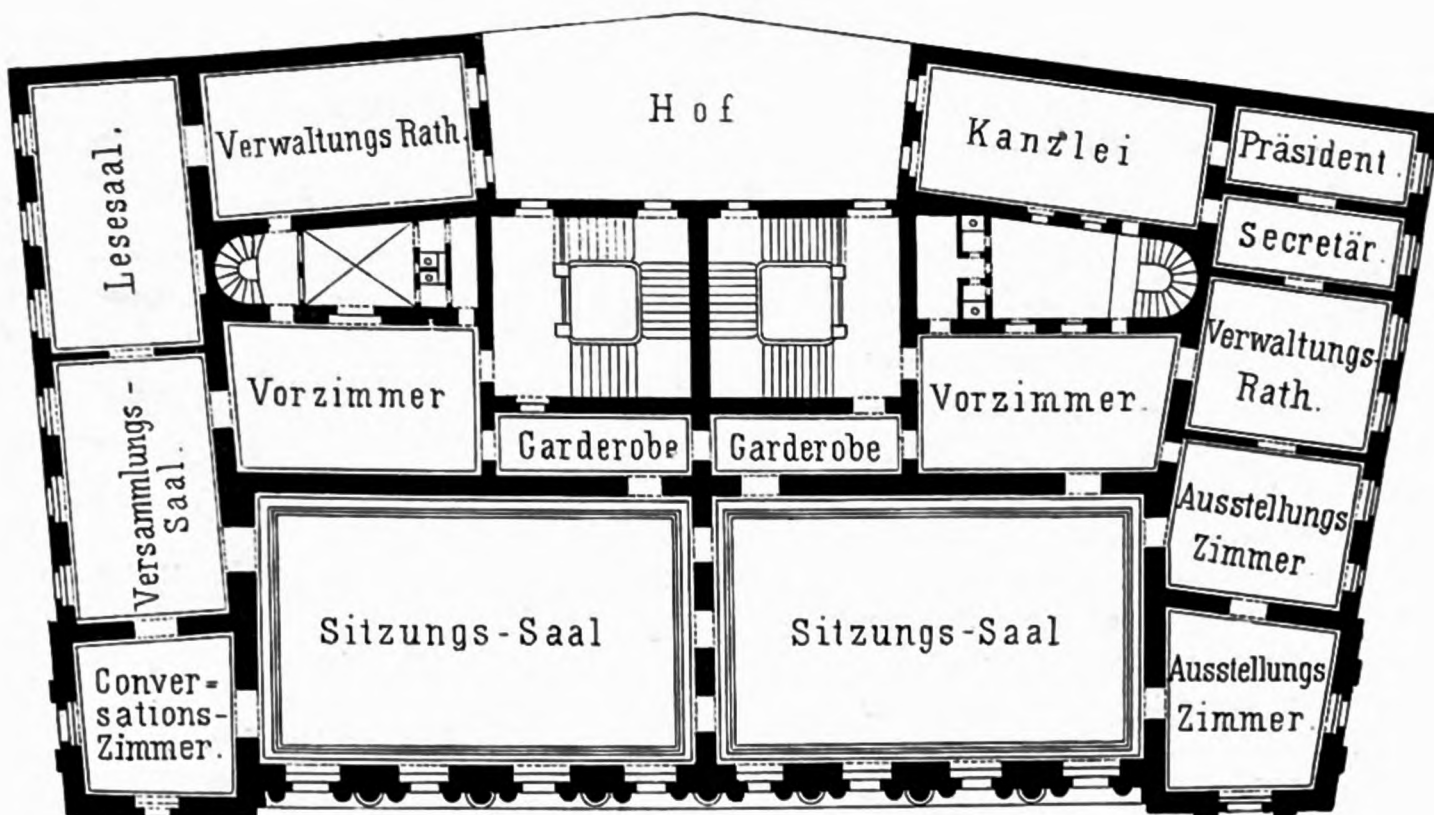 Hof
Verwaltungs Rath.
Kanzlei
Präsident.
Lesesaal.
Secretär.
Verwaltungs-
Rath.
Vorzimmer
Vorzimmer.
Garderobe
Garderobe
Versammlungs-
Saal.
Ausstellungs
Zimmer.
Sitzungs-Saal
Sitzungs-Saal
Conver=
sations-
Zimmer.
Ausstellungs
Zimmer.